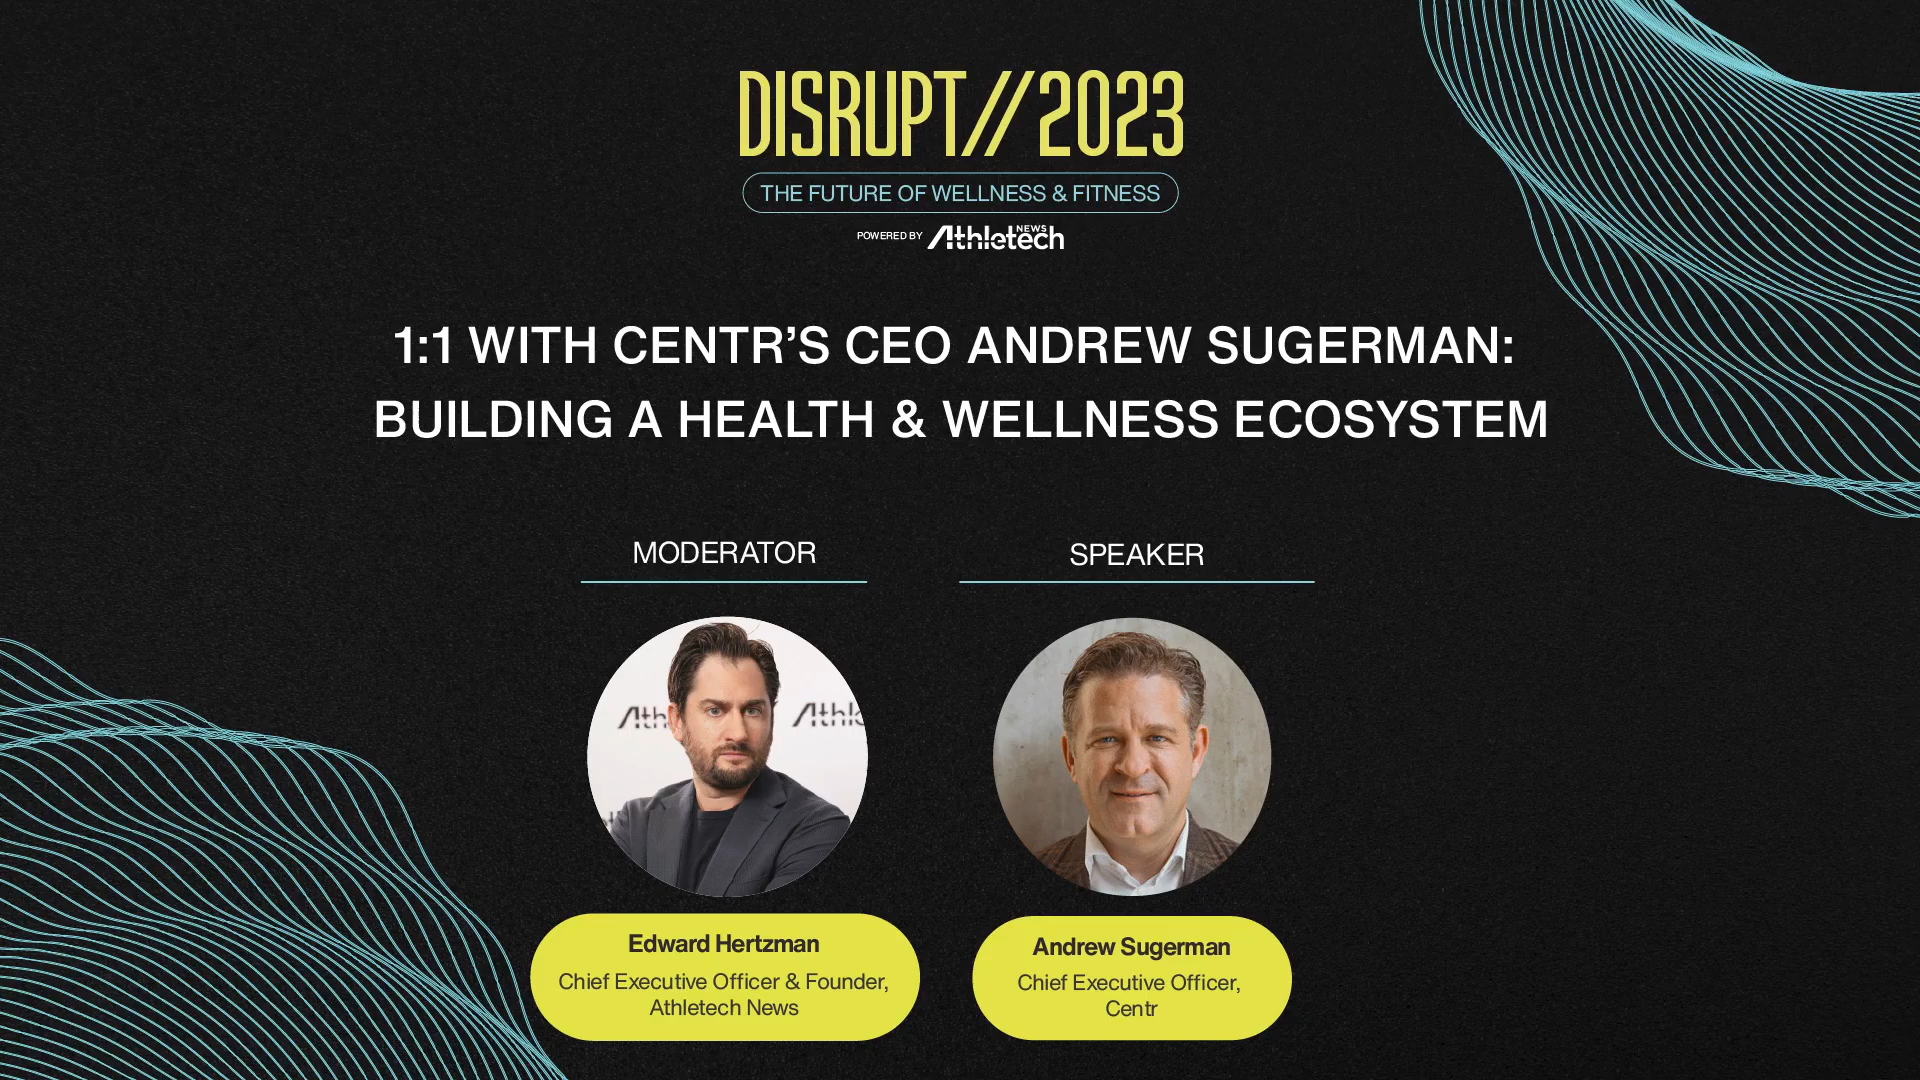 DISRUPT//2023
THE FUTURE OF WELLNESS & FITNESS
POWERED BY Athletech NEWS
1:1 WITH CENTR’S CEO ANDREW SUGERMAN:
BUILDING A HEALTH & WELLNESS ECOSYSTEM
MODERATOR
SPEAKER
Ath
Athle
Edward Hertzman
Chief Executive Officer & Founder,
Athletech News
Andrew Sugerman
Chief Executive Officer,
Centr